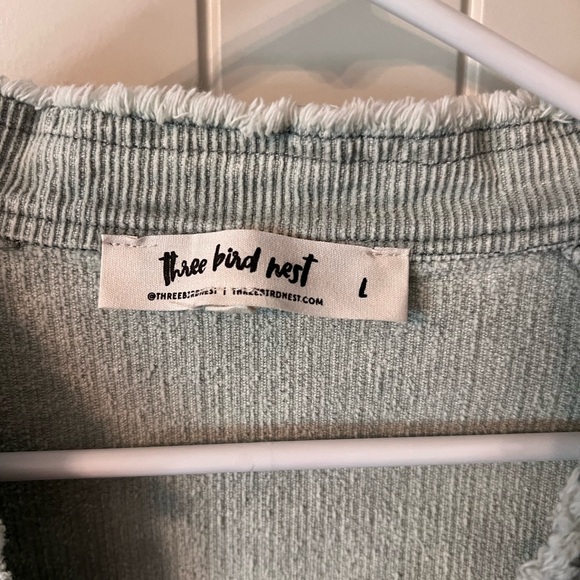 three bird nest L
@THREEBIRDNEST | THREEBIRDNEST.COM